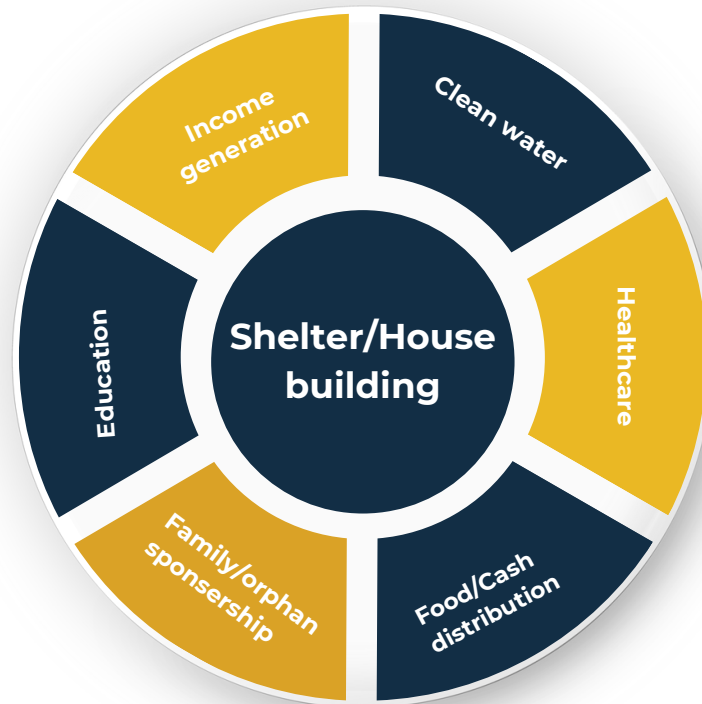 Income
generation
Clean water
Healthcare
Food/Cash
distribution
Family/orphan
sponsership
Education
Shelter/House
building